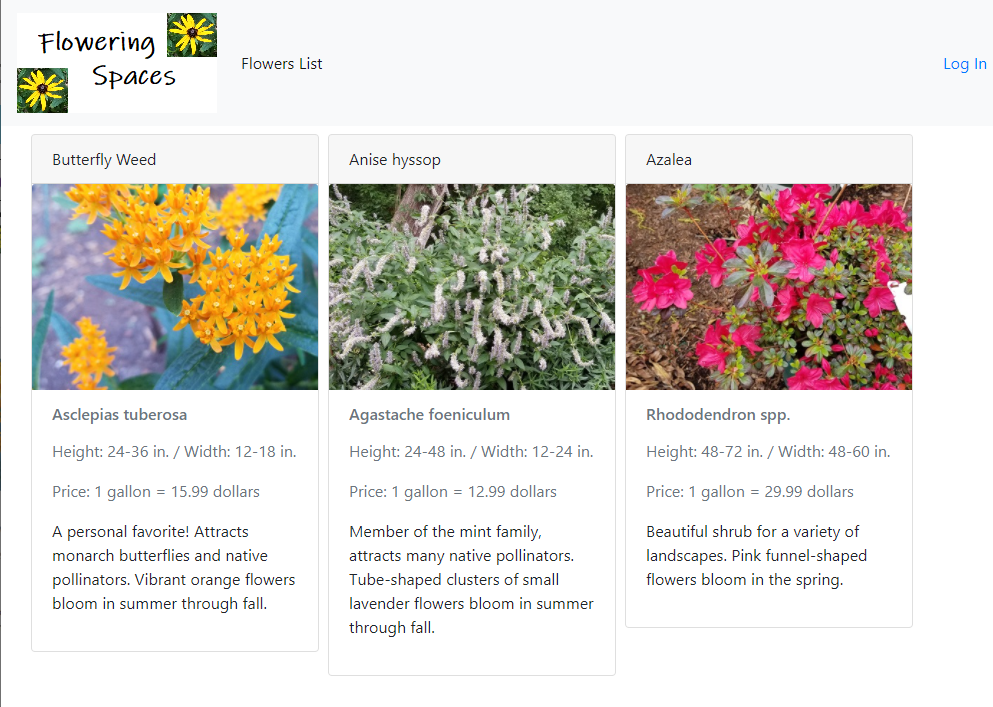 Flowering
Spaces
Flowers List
Log In
Butterfly Weed
Asclepias tuberosa
Height: 24-36 in. / Width: 12-18 in.
Price: 1 gallon = 15.99 dollars
A personal favorite! Attracts
monarch butterflies and native
pollinators. Vibrant orange flowers
bloom in summer through fall.
Anise hyssop
Agastache foeniculum
Height: 24-48 in. / Width: 12-24 in.
Price: 1 gallon = 12.99 dollars
Member of the mint family,
attracts many native pollinators.
Tube-shaped clusters of small
lavender flowers bloom in summer
through fall.
Azalea
Rhododendron spp.
Height: 48-72 in. / Width: 48-60 in.
Price: 1 gallon = 29.99 dollars
Beautiful shrub for a variety of
landscapes. Pink funnel-shaped
flowers bloom in the spring.